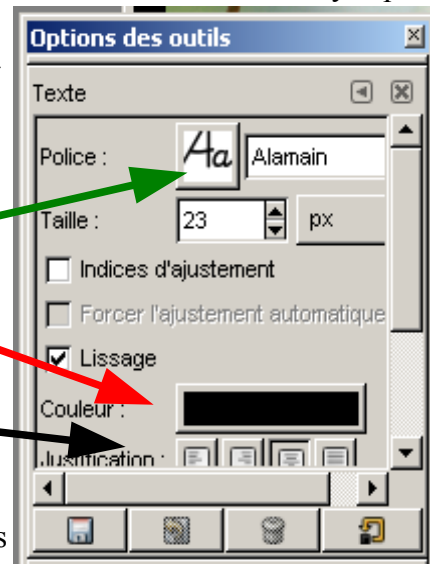 Options des outils
Texte
Police : Aa Alamain
Taille : 23 px
Indices d'ajustement
Forcer l'ajustement automatique
Lissage
Couleur :
Justification :
s